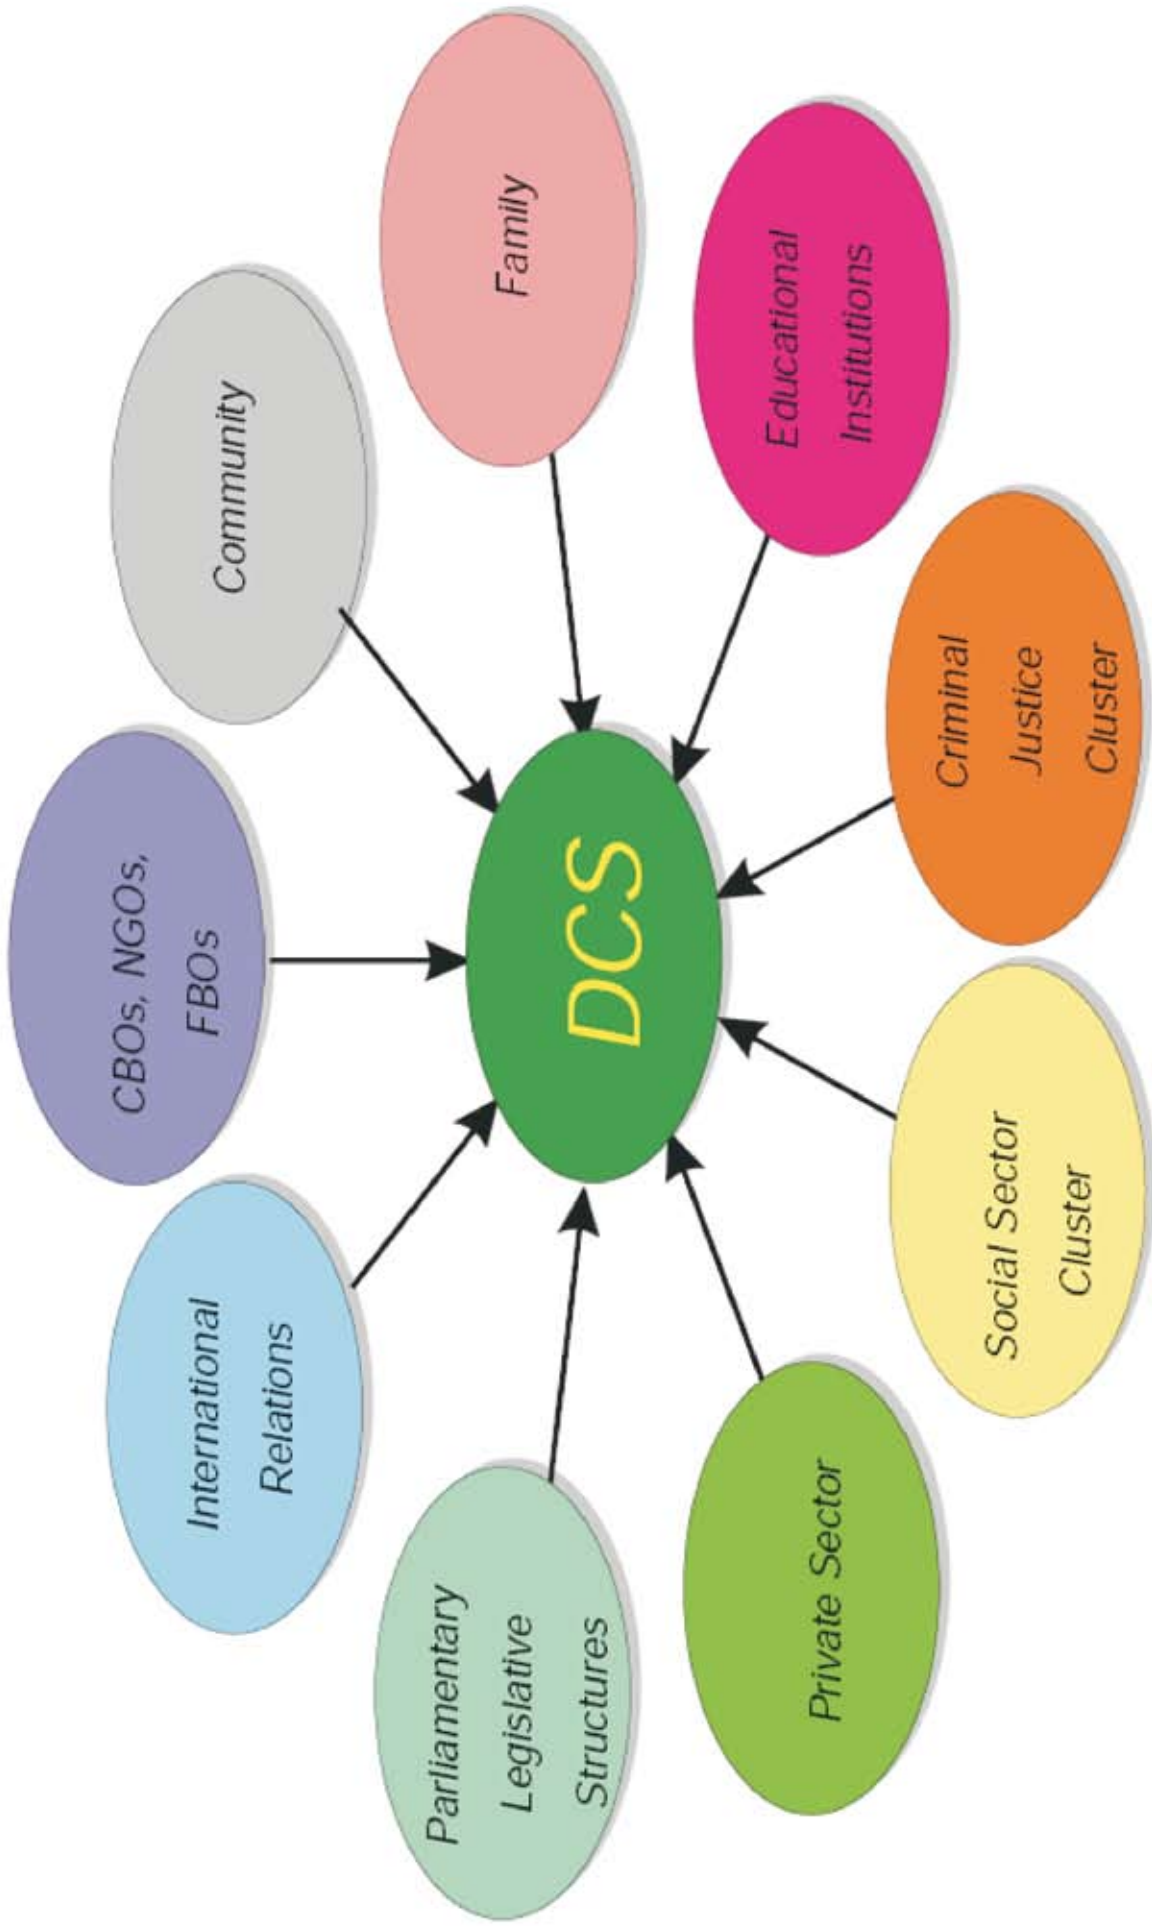 CBOs, NGOs,
FBOs
International
Relations
Community
Parliamentary
Legislative
Structures
Family
DCS
Private Sector
Educational
Institutions
Social Sector
Cluster
Criminal
Justice
Cluster